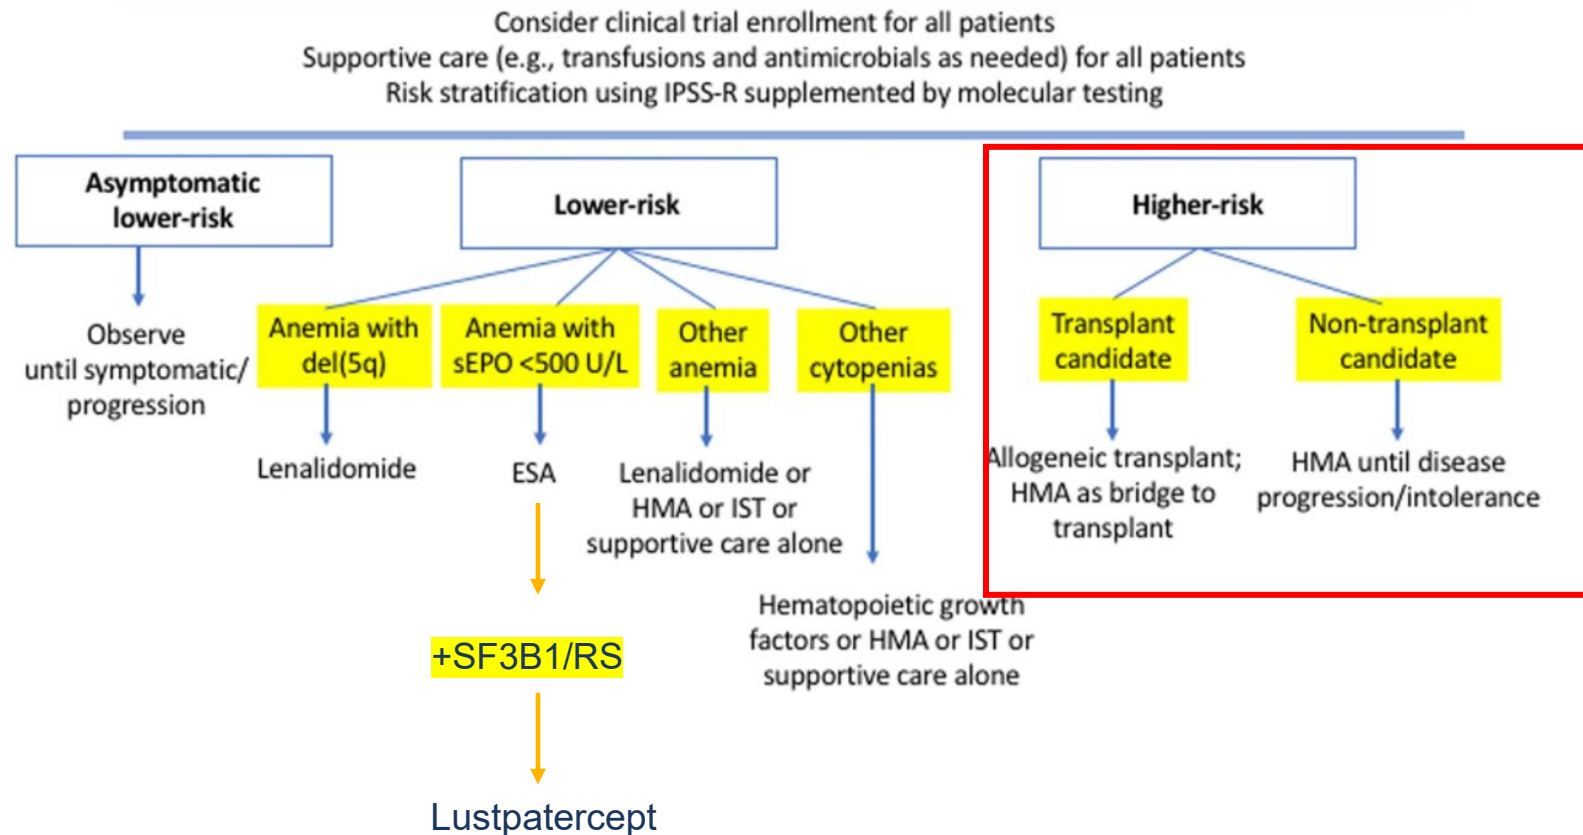 Consider clinical trial enrollment for all patients
Supportive care (e.g., transfusions and antimicrobials as needed) for all patients
Risk stratification using IPSS-R supplemented by molecular testing
Asymptomatic
lower-risk
Observe
until symptomatic/
progression
Lower-risk
Anemia with
del(5q)
Lenalidomide
Anemia with
sEPO <500 U/L
ESA
+SF3B1/RS
Lustpatercept
Other
anemia
Lenalidomide or
HMA or IST or
supportive care alone
Other
cytopenias
Hematopoietic growth
factors or HMA or IST or
supportive care alone
Higher-risk
Transplant
candidate
Allogeneic transplant;
HMA as bridge to
transplant
Non-transplant
candidate
HMA until disease
progression/intolerance